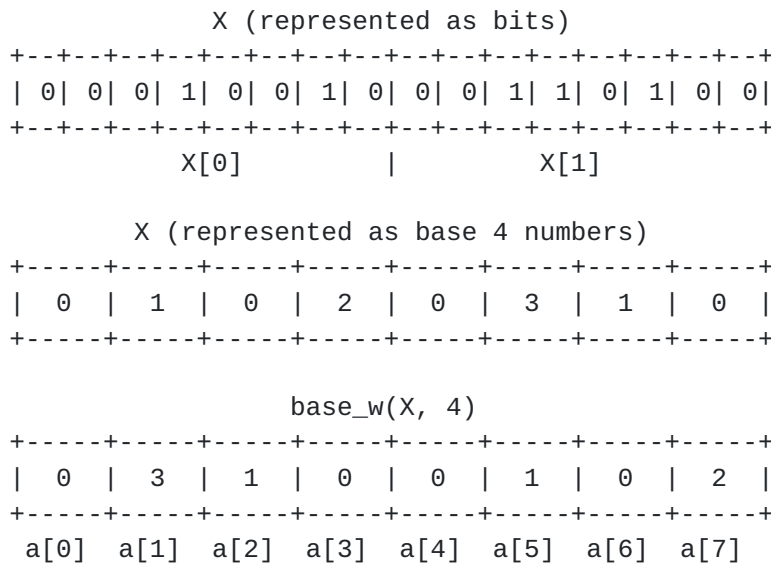 X (represented as bits)
+--+--+--+--+--+--+--+--+--+--+--+--+--+--+--+--+
| 0| 0| 0| 1| 0| 0| 1| 0| 0| 0| 1| 1| 0| 1| 0| 0|
+--+--+--+--+--+--+--+--+--+--+--+--+--+--+--+--+
X[0] | X[1]
X (represented as base 4 numbers)
+-----+-----+-----+-----+-----+-----+-----+-----+
| 0 | 1 | 0 | 2 | 0 | 3 | 1 | 0 |
+-----+-----+-----+-----+-----+-----+-----+-----+
base_w(X, 4)
+-----+-----+-----+-----+-----+-----+-----+-----+
| 0 | 3 | 1 | 0 | 0 | 1 | 0 | 2 |
+-----+-----+-----+-----+-----+-----+-----+-----+
a[0] a[1] a[2] a[3] a[4] a[5] a[6] a[7]